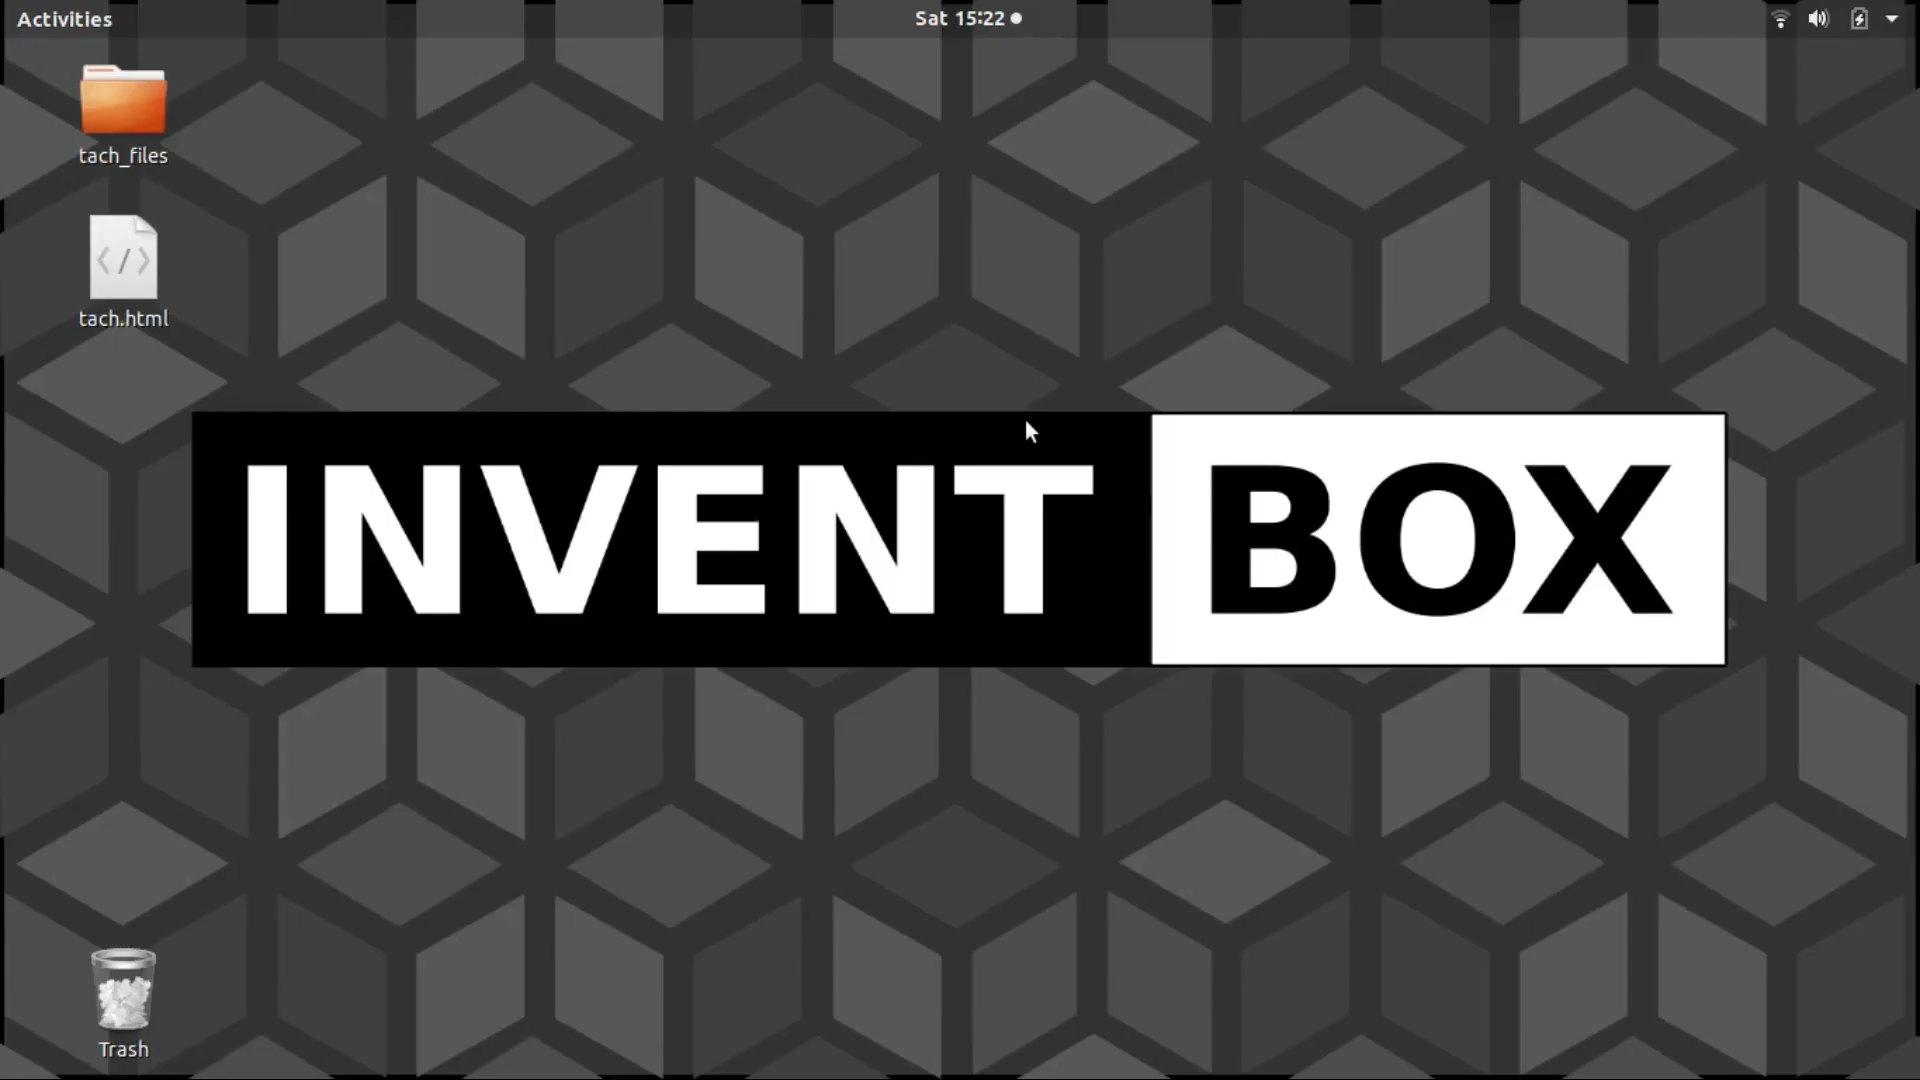 Activities
Sat 15:22
tach_files
</>
tach.html
INVENT BOX
Trash